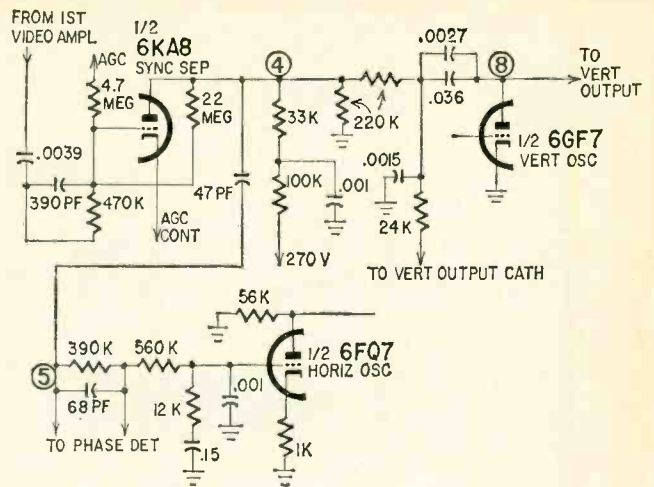 FROM 1ST
VIDEO AMPL
1/2
6KA8
SYNC SEP
AGC
4.7
MEG
22
MEG
.0039
390 PF
470 K
47 PF
AGC
CONT
4
33K
100K
.001
270 V
220 K
.0027
.036
8
TO
VERT
OUTPUT
1/2 6GF7
VERT OSC
.0015
24K
TO VERT OUTPUT CATH
56K
5
390K
560 K
68 PF
12 K
.15
.001
1/2 6FQ7
HORIZ OSC
1K
TO PHASE DET